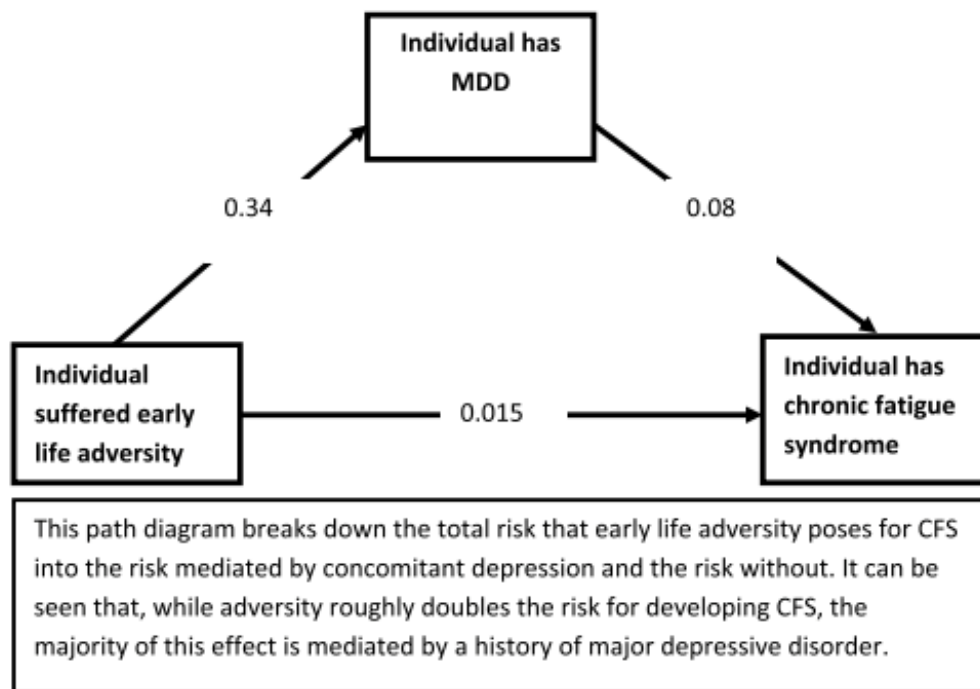 Individual has
MDD
0.34
0.08
Individual
suffered early
life adversity
0.015
Individual has
chronic fatigue
syndrome
This path diagram breaks down the total risk that early life adversity poses for CFS
into the risk mediated by concomitant depression and the risk without. It can be
seen that, while adversity roughly doubles the risk for developing CFS, the
majority of this effect is mediated by a history of major depressive disorder.